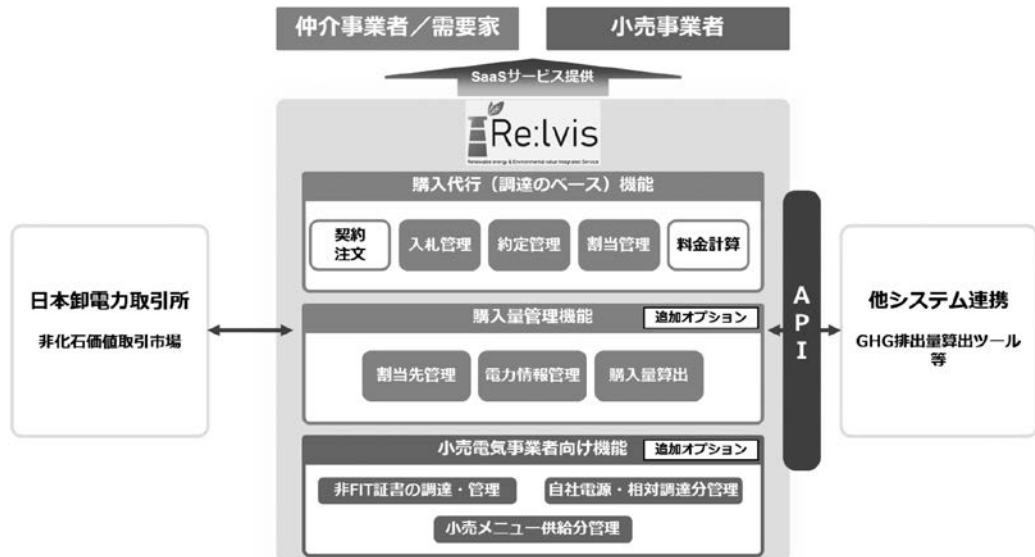 仲介事業者／需要家
小売事業者
SaaSサービス提供
Re:lvis
Renewable energy & Environmental value Integrated Service
購入代行（調達のベース）機能
契約
注文
入札管理
約定管理
割当管理
料金計算
日本卸電力取引所
非化石価値取引市場
購入量管理機能
追加オプション
割当先管理
電力情報管理
購入量算出
API
他システム連携
GHG排出量算出ツール
等
小売電気事業者向け機能
追加オプション
非FIT証書の調達・管理
自社電源・相対調達分管理
小売メニュー供給分管理